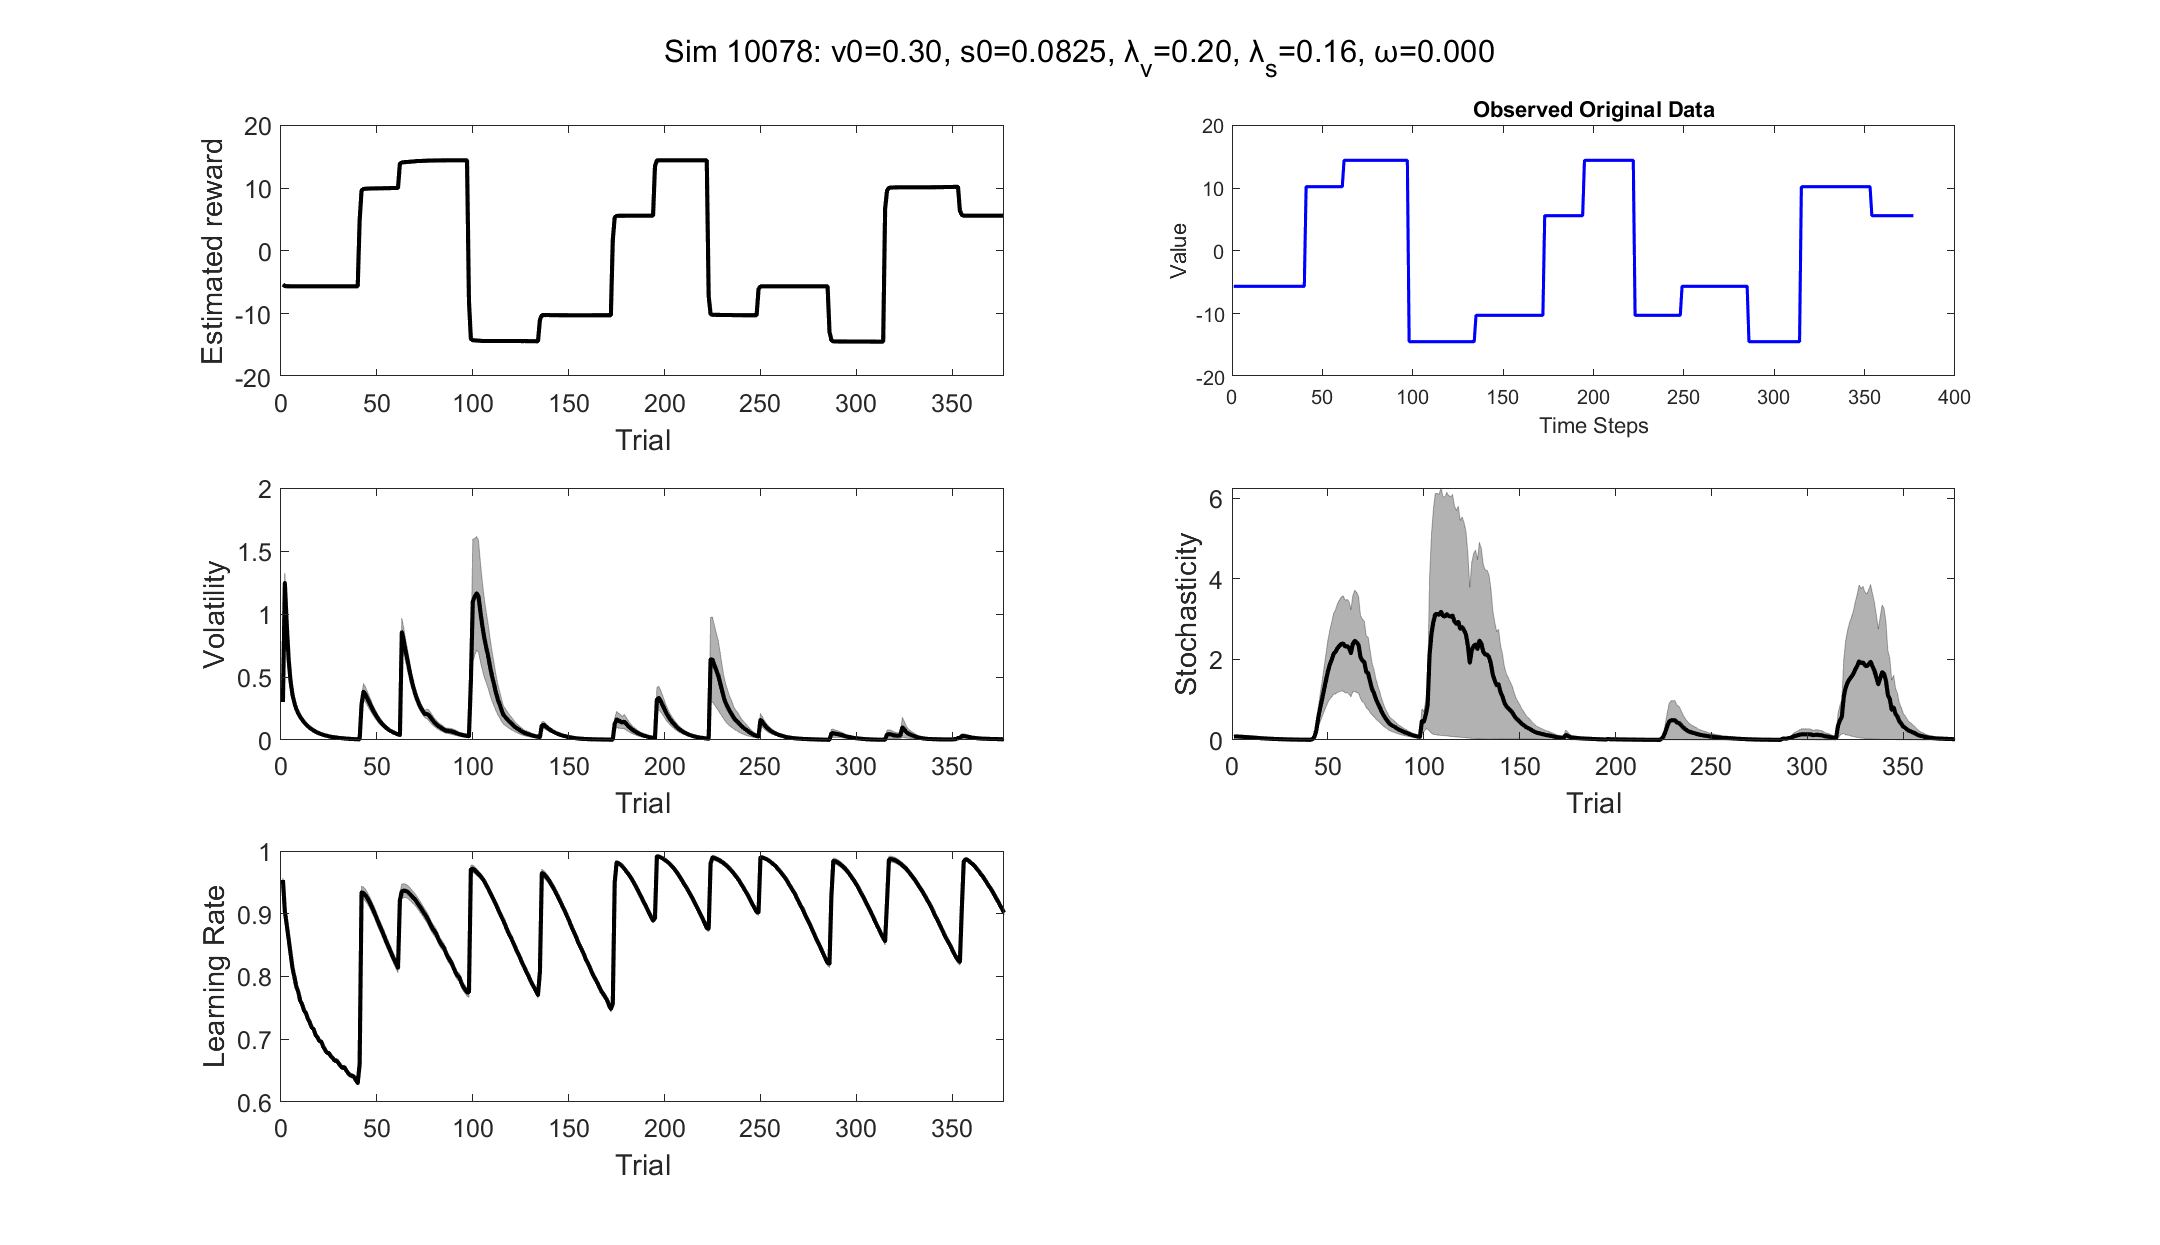 Sim 10078: v0=0.30, s0=0.0825, λ_v=0.20, λ_s=0.16, ω=0.000
Estimated reward
20
10
0
-10
-20
0 50 100 150 200 250 300 350
Trial
Observed Original Data
Value
20
10
0
-10
-20
0 50 100 150 200 250 300 350 400
Time Steps
Volatility
2
1.5
1
0.5
0
0 50 100 150 200 250 300 350
Trial
Stochasticity
6
4
2
0
0 50 100 150 200 250 300 350
Trial
Learning Rate
1
0.9
0.8
0.7
0.6
0 50 100 150 200 250 300 350
Trial